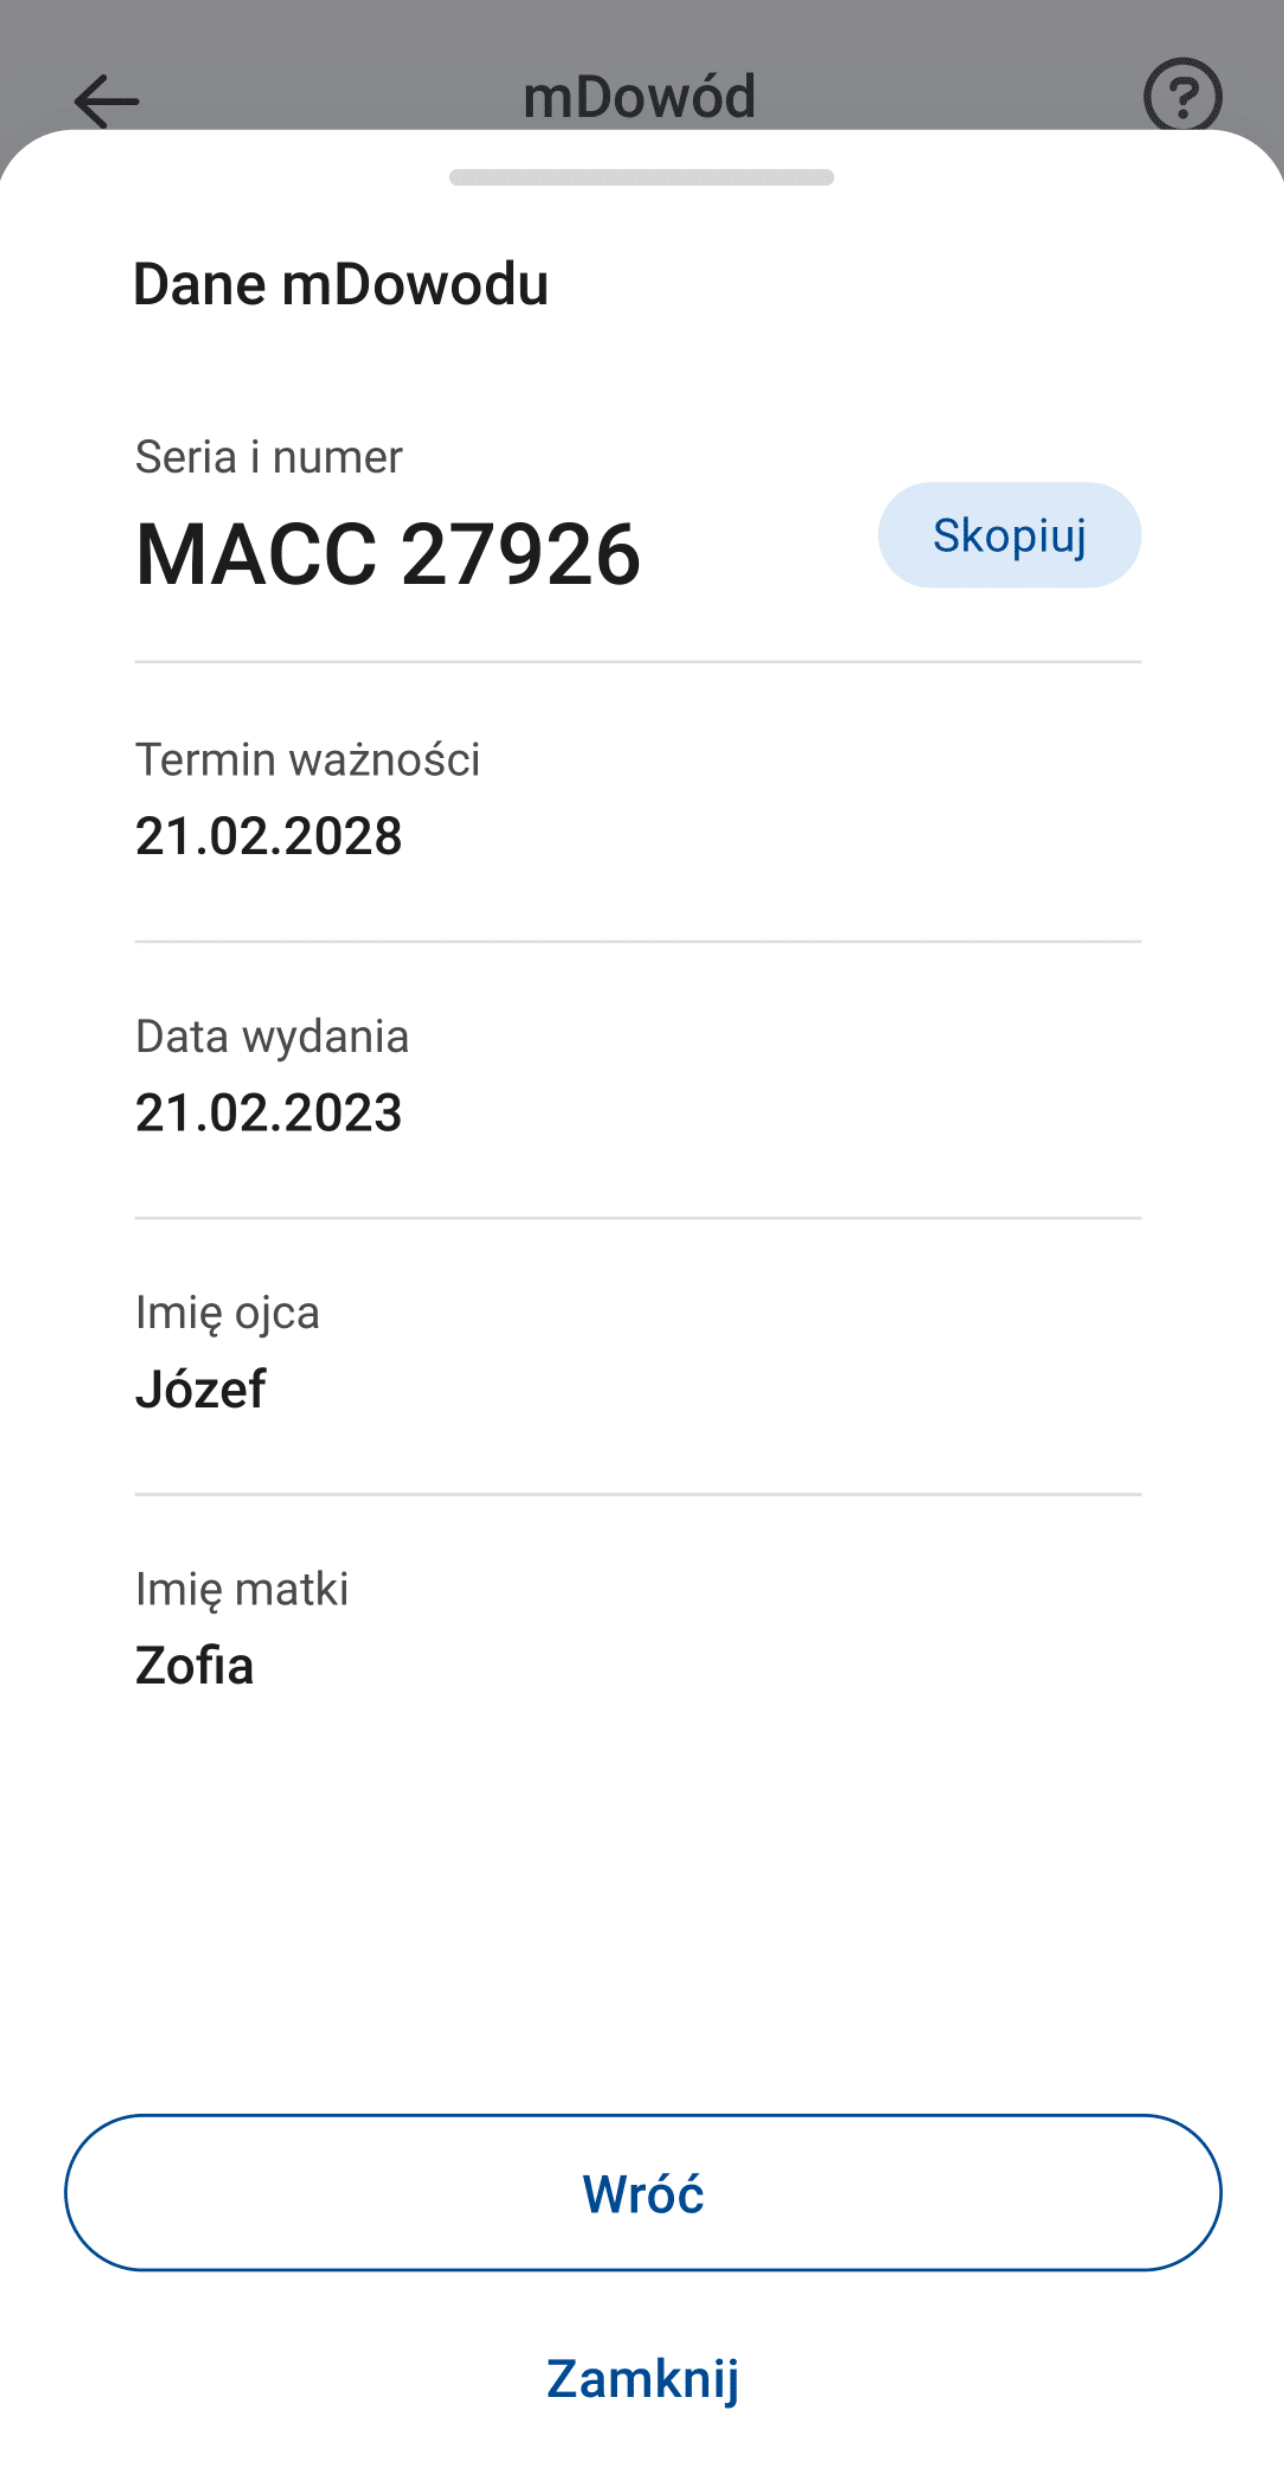 mDowód
Dane mDowodu
Seria i numer
MACC 27926
Skopiuj
Termin ważności
21.02.2028
Data wydania
21.02.2023
Imię ojca
Józef
Imię matki
Zofia
Wróć
Zamknij